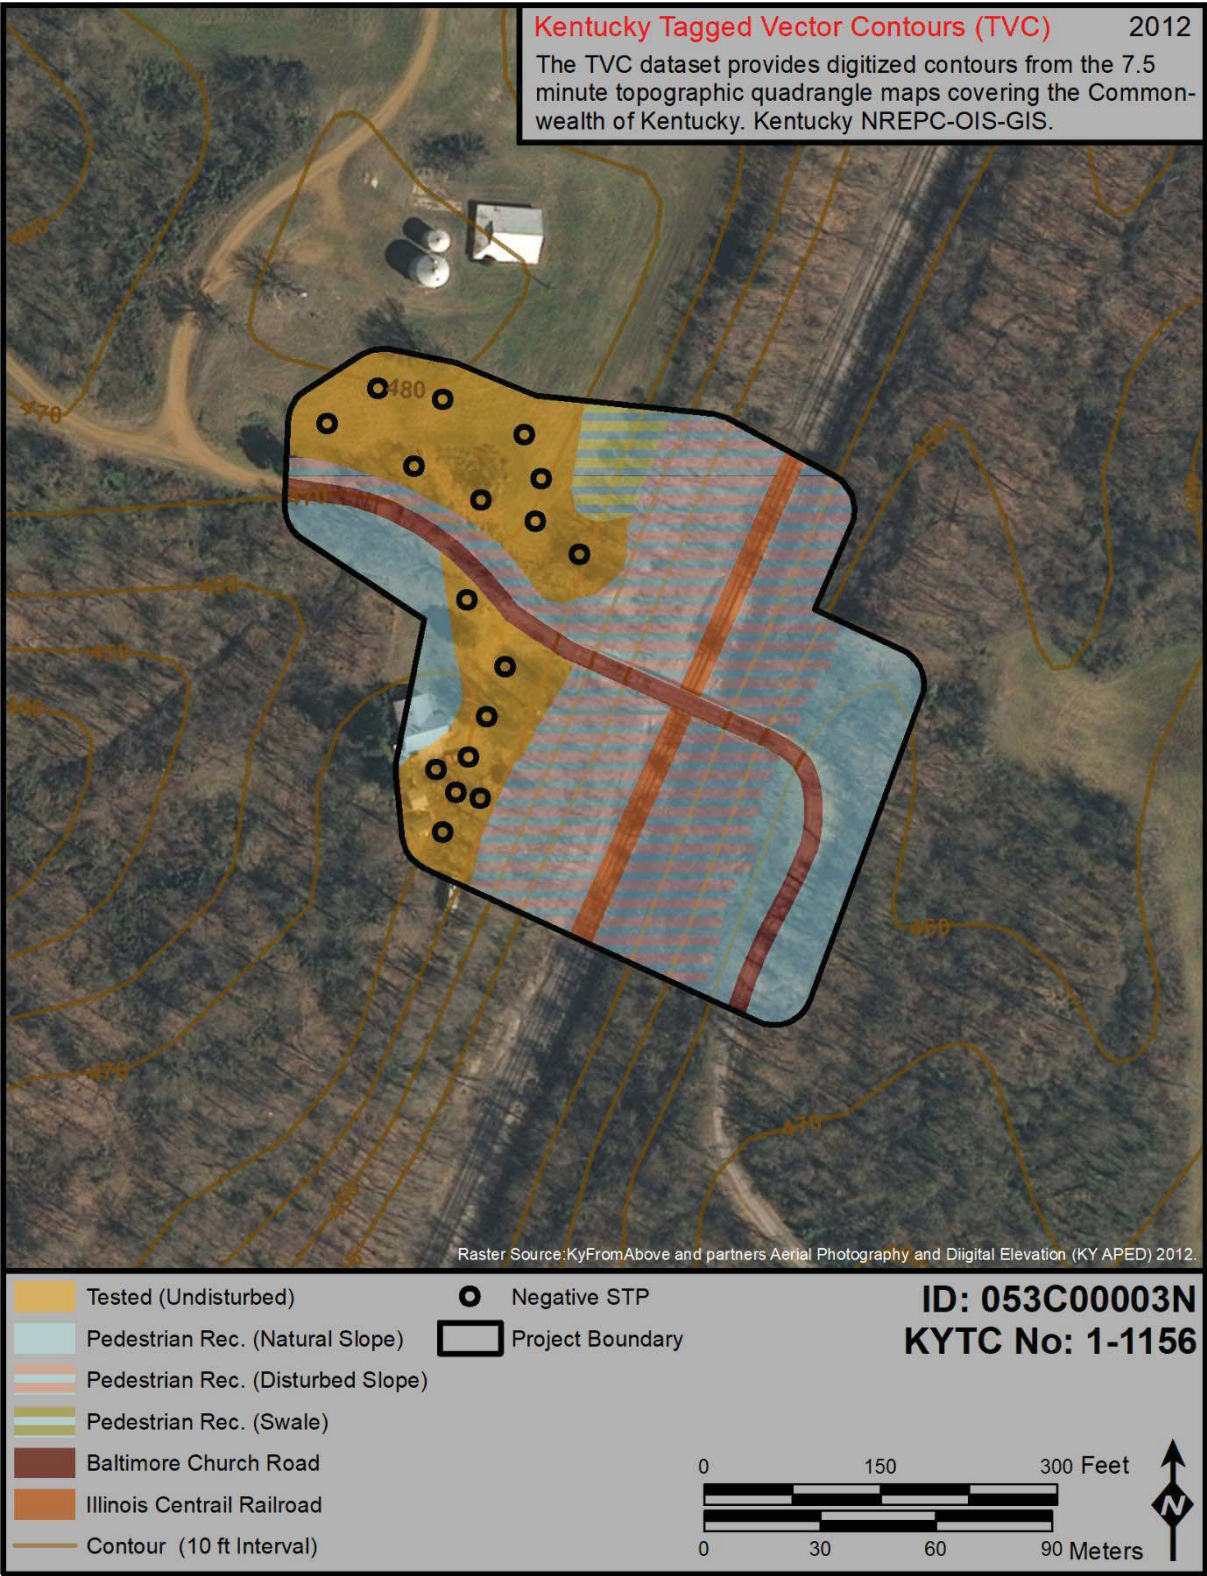 Kentucky Tagged Vector Contours (TVC) 2012
The TVC dataset provides digitized contours from the 7.5
minute topographic quadrangle maps covering the Common-
wealth of Kentucky. Kentucky NREPC-OIS-GIS.
480
470
470
460
450
460
470
460
470
Raster Source:KyFromAbove and partners Aerial Photography and Diigital Elevation (KY APED) 2012.
Tested (Undisturbed)
Pedestrian Rec. (Natural Slope)
Pedestrian Rec. (Disturbed Slope)
Pedestrian Rec. (Swale)
Baltimore Church Road
Illinois Centrail Railroad
Contour (10 ft Interval)
Negative STP
Project Boundary
ID: 053C00003N
KYTC No: 1-1156
0 150 300 Feet
0 30 60 90 Meters
N